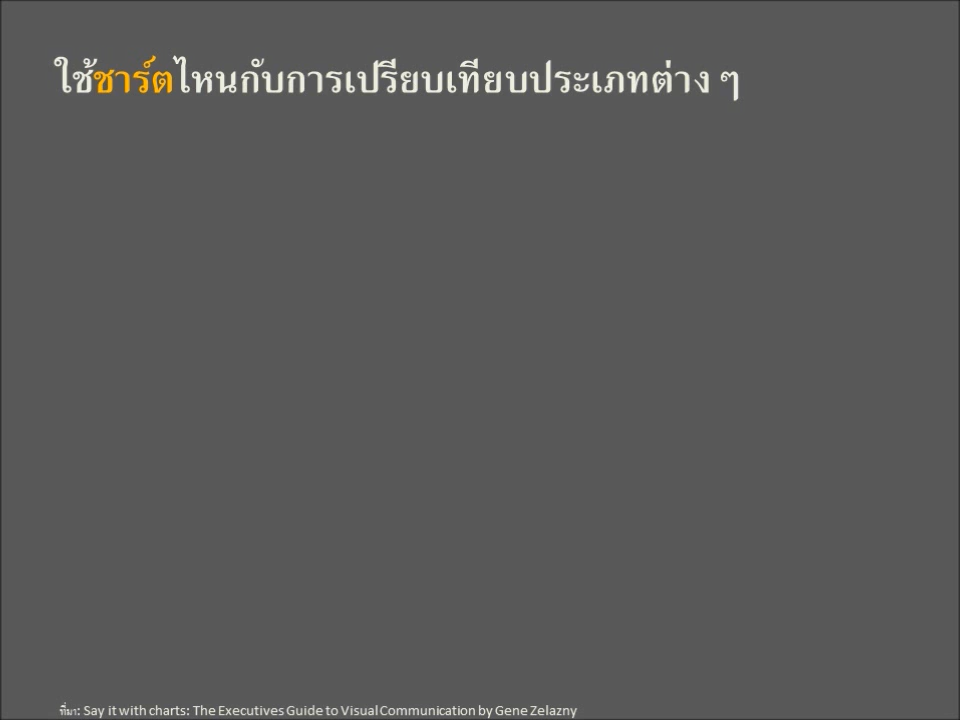 ใช้ชาร์ตไหนกับการเปรียบเทียบประเภทต่าง ๆ
ที่มา: Say it with charts: The Executives Guide to Visual Communication by Gene Zelazny